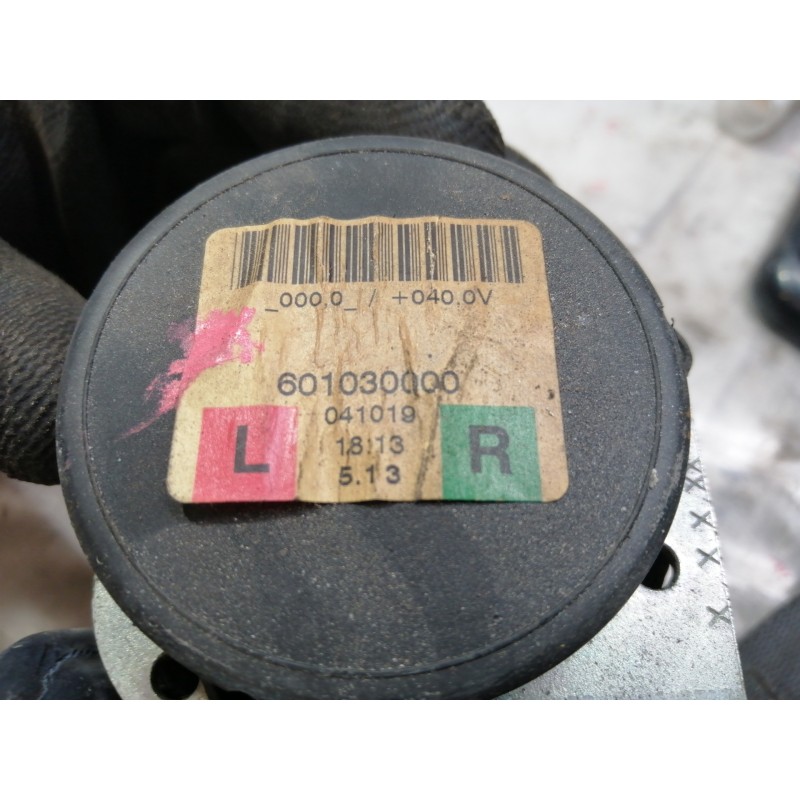 _000,0_ / +040,0V
601030000
041019
L 18:13 R
5.13